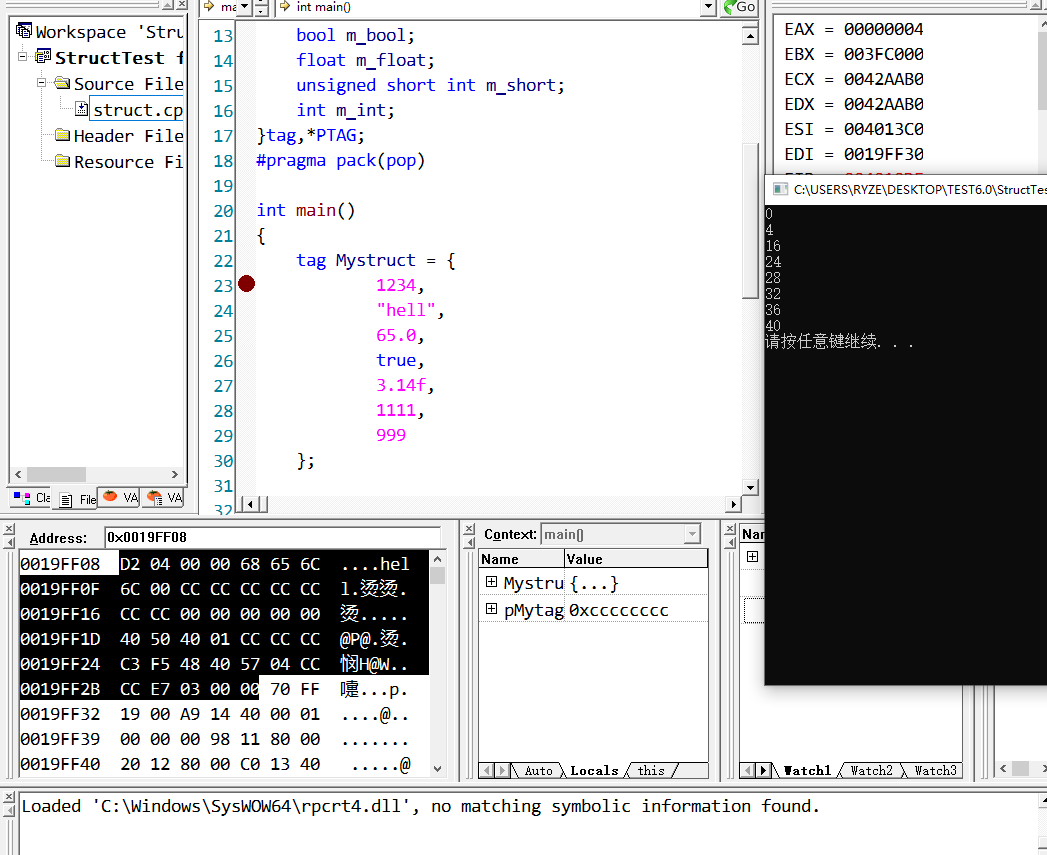 Workspace 'Stru
StructTest f
Source File
struct.cp
Header File
Resource Fi
Cla
File
VA
VA
ma
int main()
Go
13 bool m_bool;
14 float m_float;
15 unsigned short int m_short;
16 int m_int;
17 }tag,*PTAG;
18 #pragma pack(pop)
19
20 int main()
21 {
22 tag Mystruct = {
23 1234,
24 "hell",
25 65.0,
26 true,
27 3.14f,
28 1111,
29 999
30 };
31
32
EAX = 00000004
EBX = 003FC000
ECX = 0042AAB0
EDX = 0042AAB0
ESI = 004013C0
EDI = 0019FF30
C:\USERS\RYZE\DESKTOP\TEST6.0\StructTes
0
4
16
24
28
32
36
40
请按任意键继续. . .
Address: 0x0019FF08
0019FF08 D2 04 00 00 68 65 6C ....hel
0019FF0F 6C 00 CC CC CC CC CC l.烫烫.
0019FF16 CC CC 00 00 00 00 00 烫.....
0019FF1D 40 50 40 01 CC CC CC @P@.烫.
0019FF24 C3 F5 48 40 57 04 CC 悯H@W..
0019FF2B CC E7 03 00 00 70 FF 嚏...p.
0019FF32 19 00 A9 14 40 00 01 ....@..
0019FF39 00 00 00 98 11 80 00 .......
0019FF40 20 12 80 00 C0 13 40 .....@
Context: main()
Name Value
Mystru {...}
pMytag 0xcccccccc
Auto Locals this
Nam
Watch1 Watch2 Watch3
Loaded 'C:\Windows\SysWOW64\rpcrt4.dll', no matching symbolic information found.